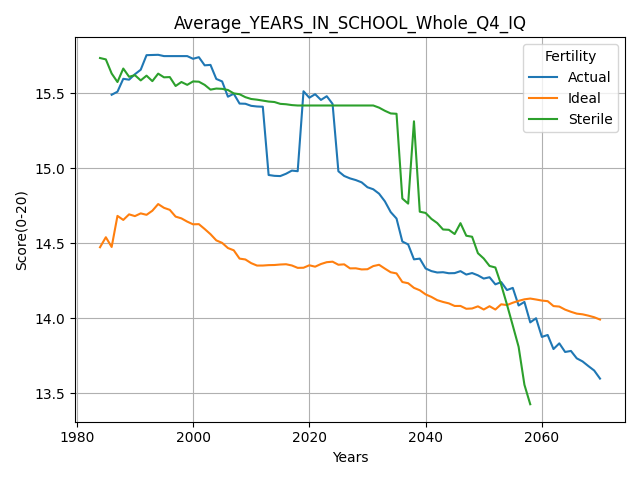 Average_YEARS_IN_SCHOOL_Whole_Q4_IQ
Fertility
Actual
Ideal
Sterile
Score(0-20)
15.5
15.0
14.5
14.0
13.5
1980
2000
2020
2040
2060
Years